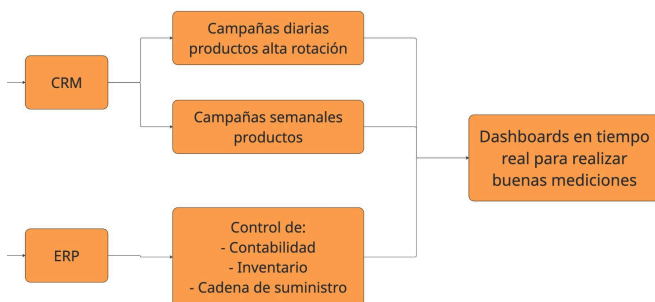 Campañas diarias
productos alta rotación
CRM
Campañas semanales
productos
Dashboards en tiempo
real para realizar
buenas mediciones
ERP
Control de:
- Contabilidad
- Inventario
- Cadena de suministro